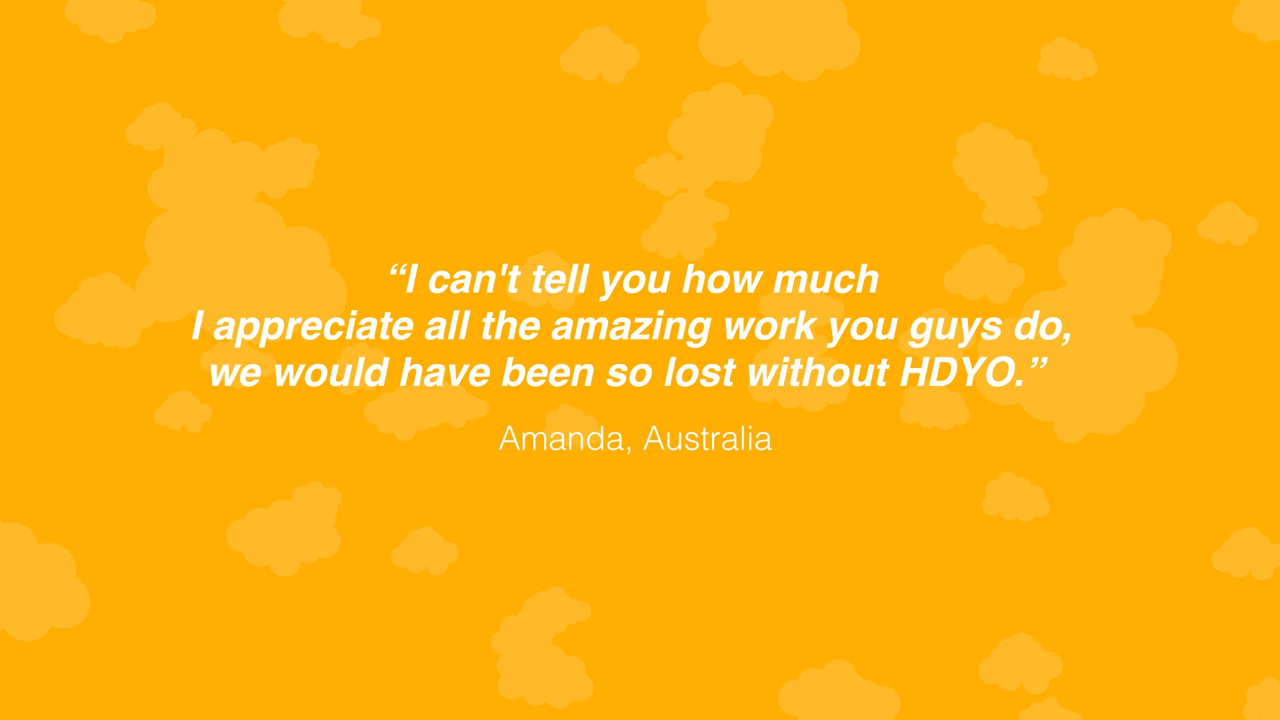 “I can't tell you how much
I appreciate all the amazing work you guys do,
we would have been so lost without HDYO.”
Amanda, Australia